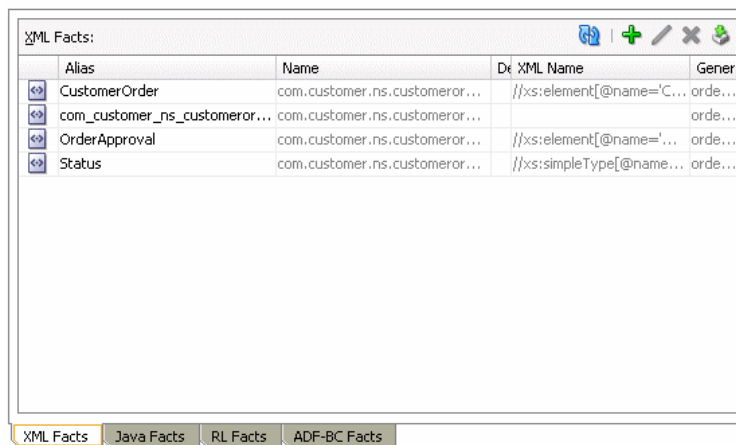 XML Facts:
Alias Name De XML Name Gener
CustomerOrder com.customer.ns.customeror... //xs:element[@name='C... orde...
com_customer_ns_customeror... com.customer.ns.customeror... orde...
OrderApproval com.customer.ns.customeror... //xs:element[@name='... orde...
Status com.customer.ns.customeror... //xs:simpleType[@name... orde...
XML Facts Java Facts RL Facts ADF-BC Facts